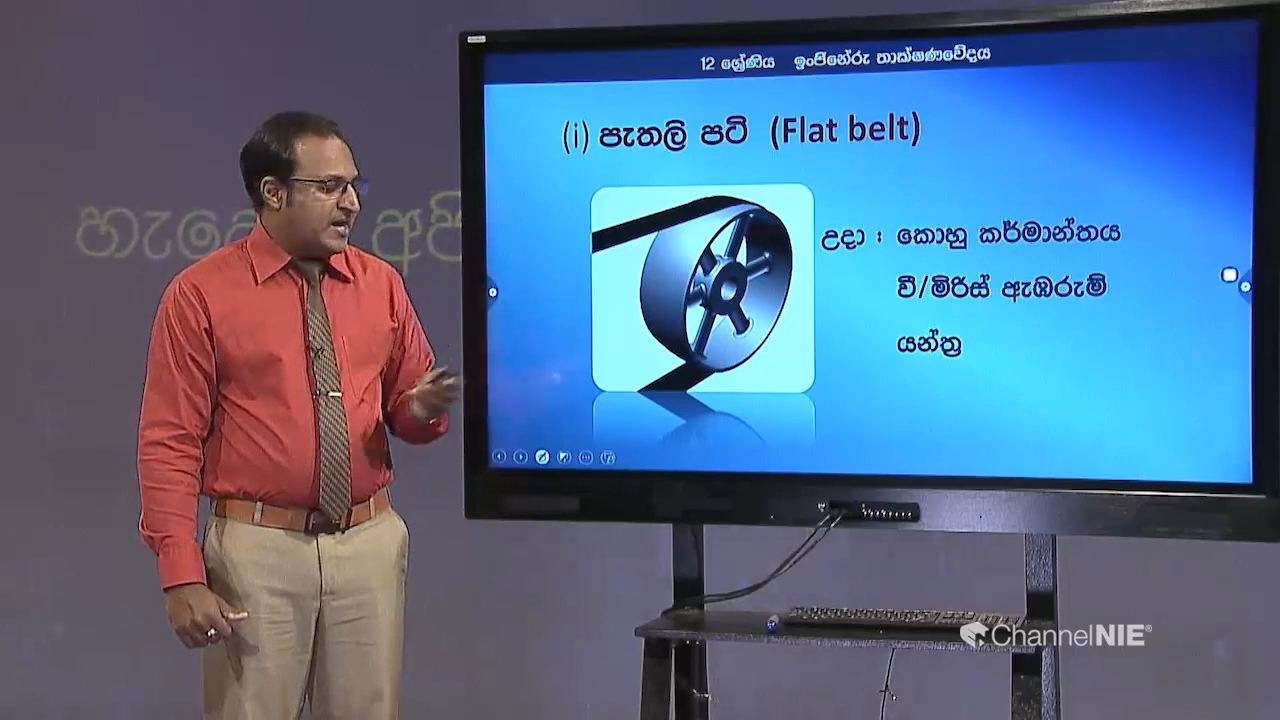 12 ශ්‍රේණිය ඉංජිනේරු තාක්ෂණවේදය
(i) පැතලි පටි (Flat belt)
උදා : කොහු කර්මාන්තය
වී/මිරිස් ඇඹරුම්
යන්ත්‍ර
ChannelNIE®